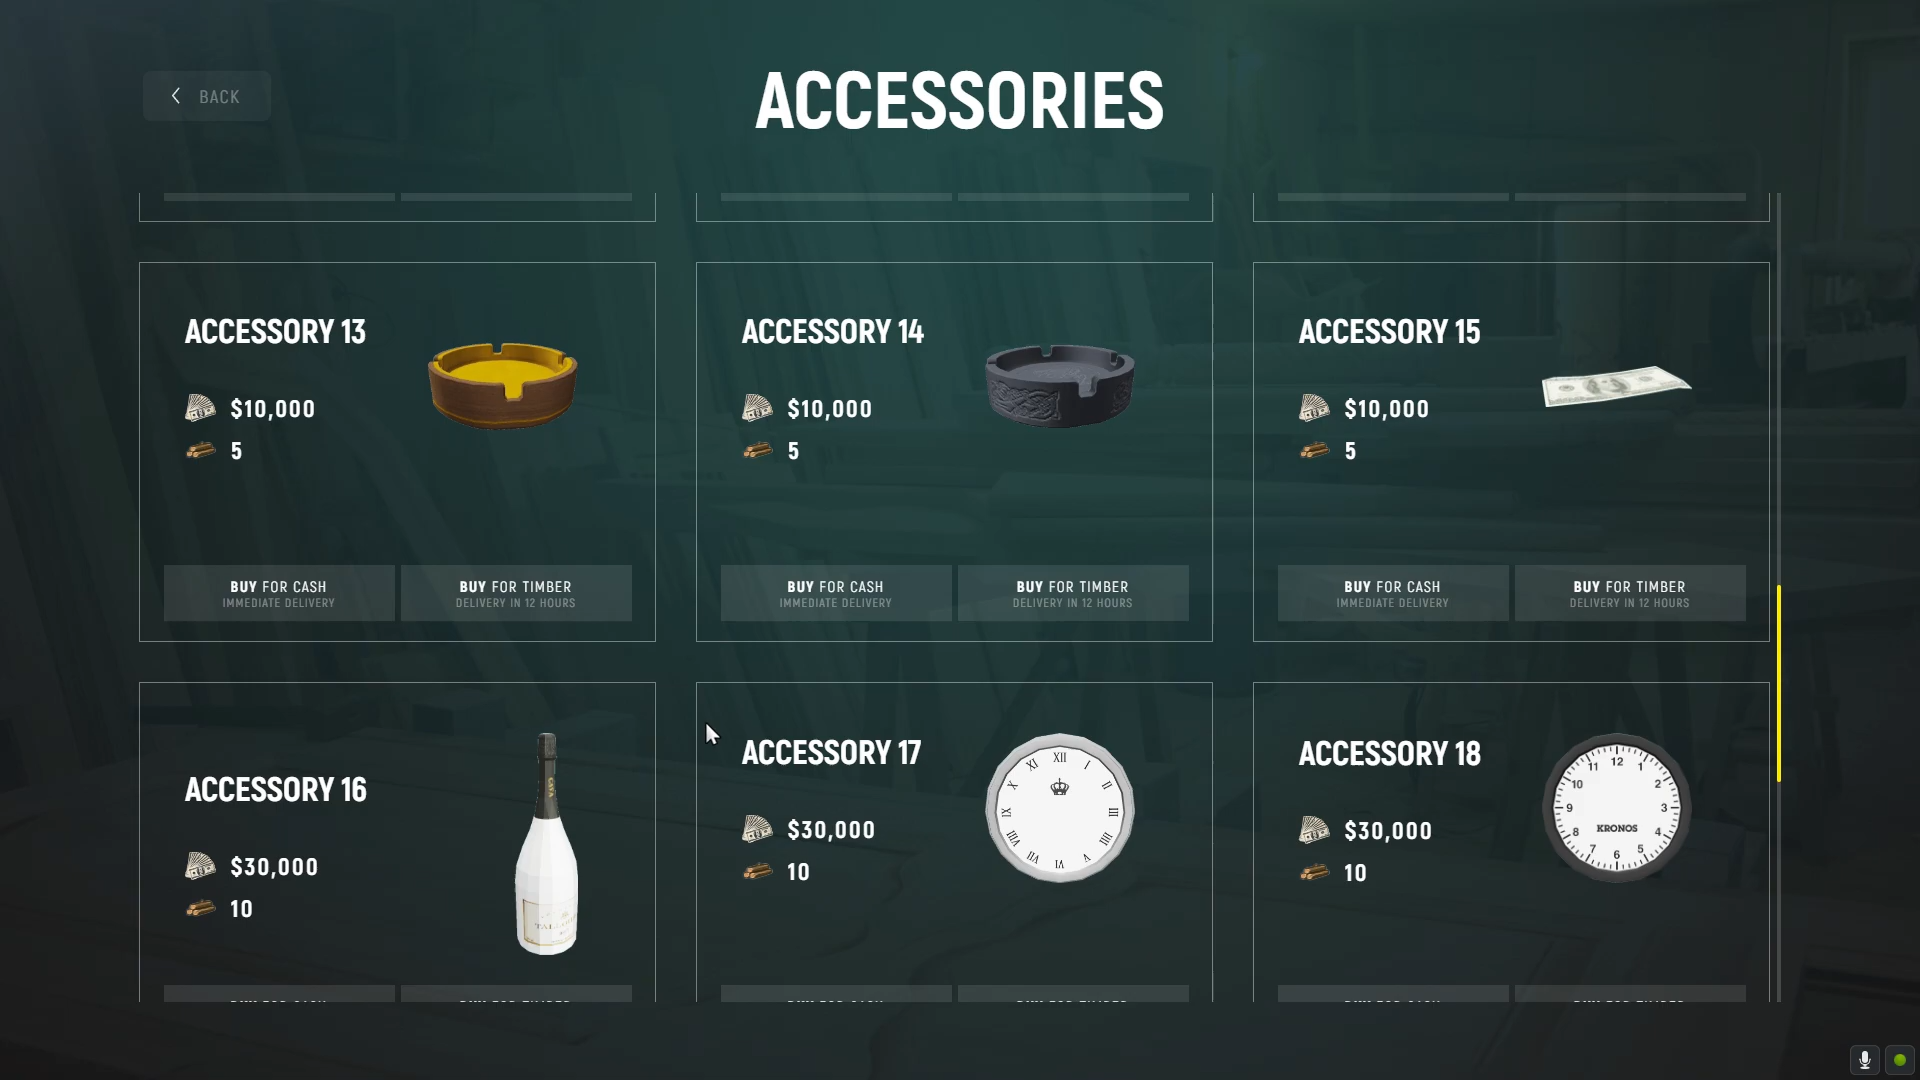 BACK
ACCESSORIES
ACCESSORY 13
$10,000
5
BUY FOR CASH
IMMEDIATE DELIVERY
BUY FOR TIMBER
DELIVERY IN 12 HOURS
ACCESSORY 14
$10,000
5
BUY FOR CASH
IMMEDIATE DELIVERY
BUY FOR TIMBER
DELIVERY IN 12 HOURS
ACCESSORY 15
$10,000
5
BUY FOR CASH
IMMEDIATE DELIVERY
BUY FOR TIMBER
DELIVERY IN 12 HOURS
ACCESSORY 16
$30,000
10
CAVA
ACCESSORY 17
$30,000
10
XII
I
II
III
IIII
V
VI
VII
VIII
IX
X
XI
ACCESSORY 18
$30,000
10
12
1
2
3
4
5
6
7
8
9
10
11
KRONOS